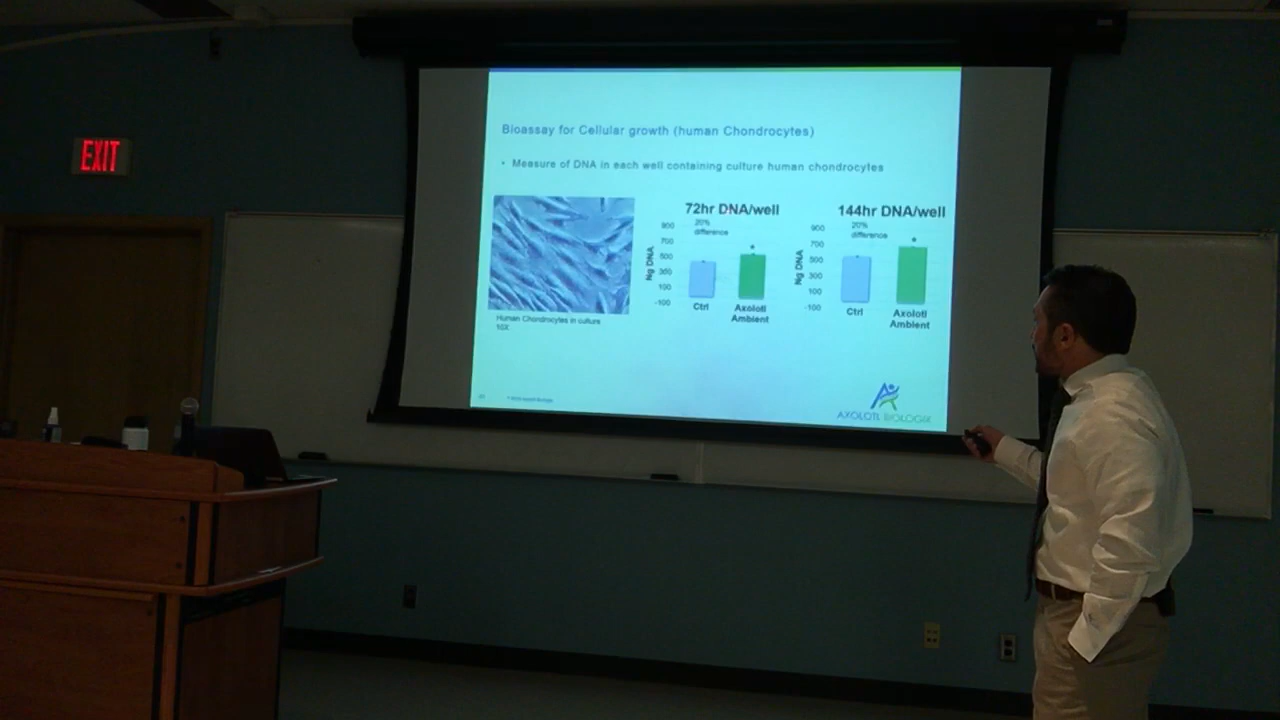 EXIT
Bioassay for Cellular growth (human Chondrocytes)
• Measure of DNA in each well containing culture human chondrocytes
Human Chondrocytes in culture
10X
72hr DNA/well
20%
difference
Ng DNA
900
700
500
300
100
-100
*
Ctrl
Axolotl
Ambient
144hr DNA/well
20%
difference
Ng DNA
900
700
500
300
100
-100
*
Ctrl
Axolotl
Ambient
AXOLOTL BIOLOGIX